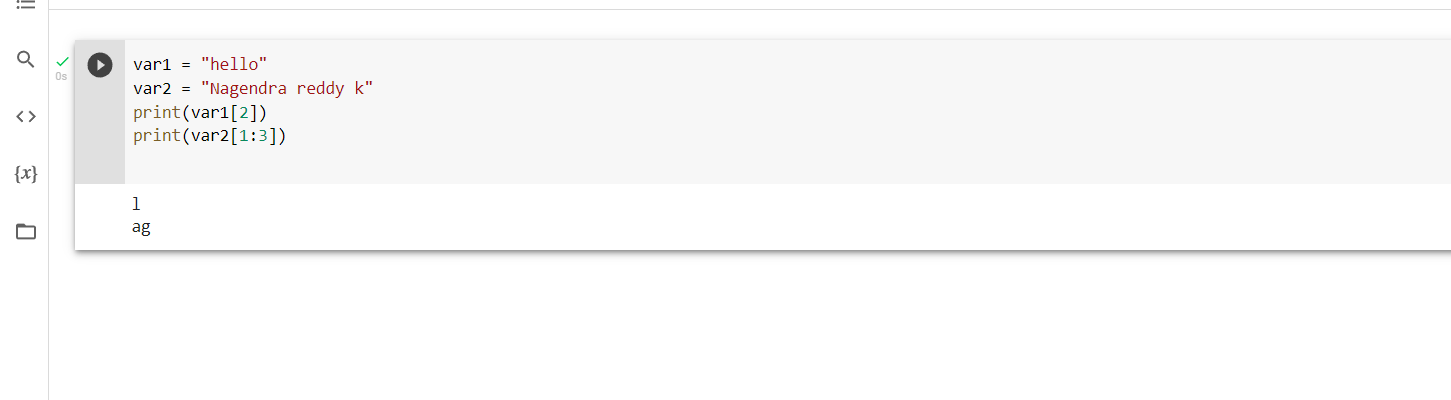 0s
var1 = "hello"
var2 = "Nagendra reddy k"
print(var1[2])
print(var2[1:3])
{x}
l
ag